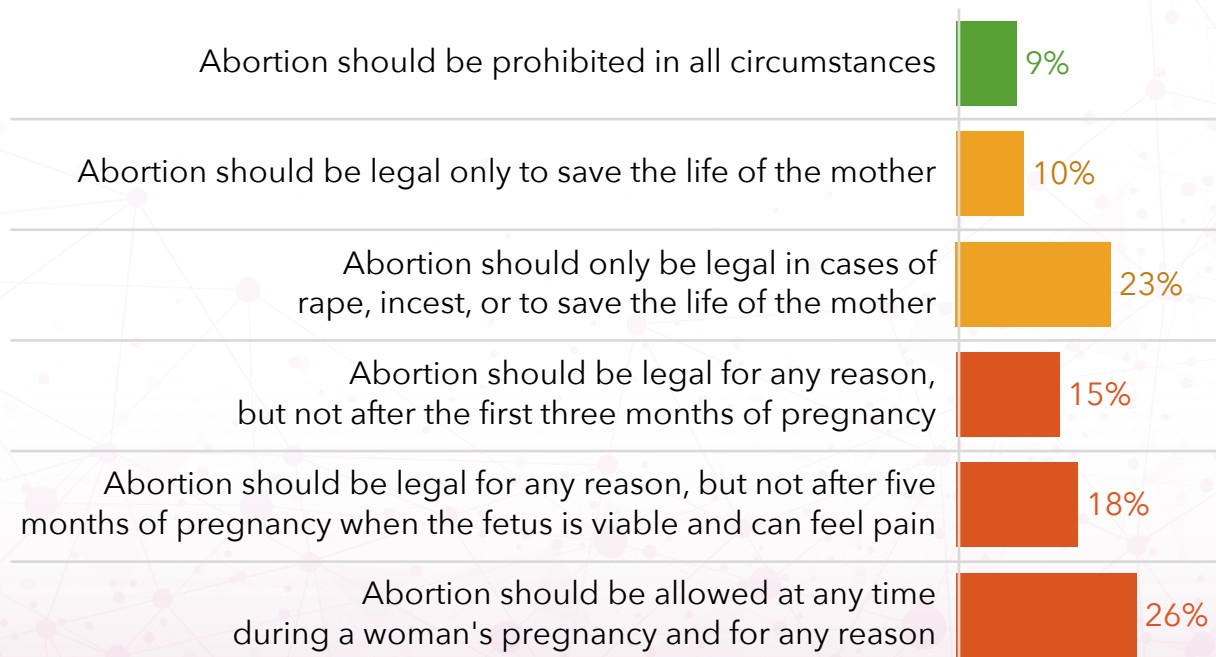 Abortion should be prohibited in all circumstances
9%
Abortion should be legal only to save the life of the mother
10%
Abortion should only be legal in cases of
rape, incest, or to save the life of the mother
23%
Abortion should be legal for any reason,
but not after the first three months of pregnancy
15%
Abortion should be legal for any reason, but not after five
months of pregnancy when the fetus is viable and can feel pain
18%
Abortion should be allowed at any time
during a woman's pregnancy and for any reason
26%